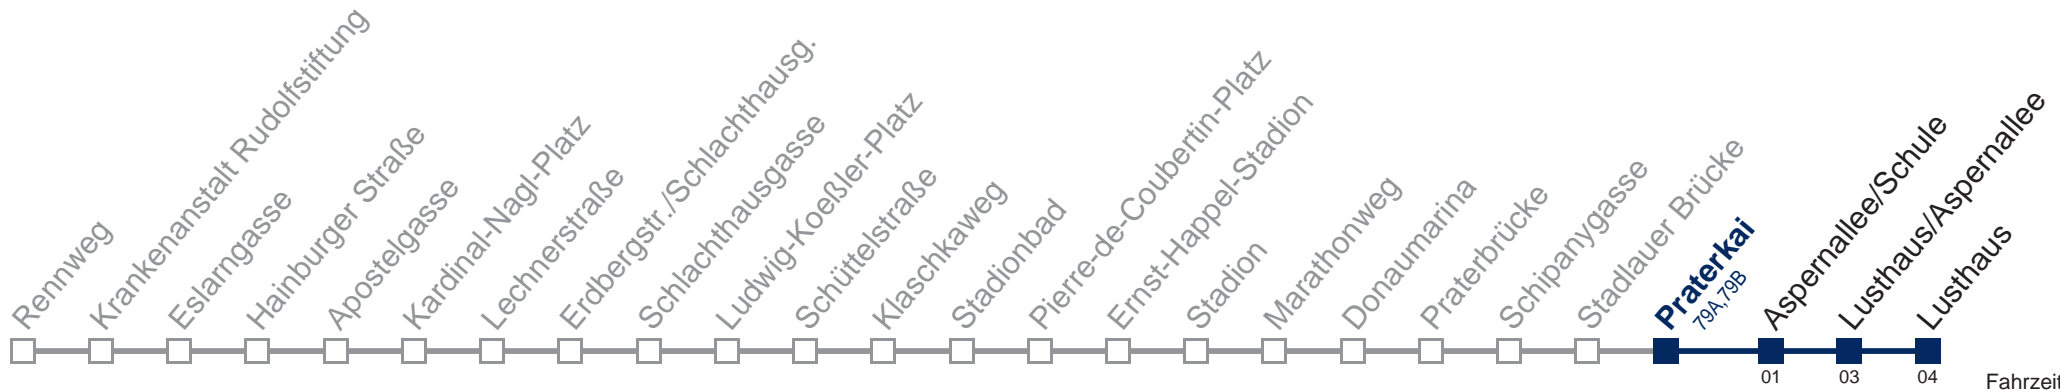 Rennweg
Krankenanstalt Rudolfstiftung
Eslarngasse
Hainburger Straße
Apostelgasse
Kardinal-Nagl-Platz
Lechnerstraße
Erdbergstr./Schlachthausg.
Schlachthausgasse
Ludwig-Koeßler-Platz
Schüttelstraße
Klaschkaweg
Stadionbad
Pierre-de-Coubertin-Platz
Ernst-Happel-Stadion
Stadion
Marathonweg
Donaumarina
Praterbrücke
Schipanygasse
Stadlauer Brücke
Praterkai
79A,79B
Aspernallee/Schule
Lusthaus/Aspernallee
Lusthaus
01 03 04 Fahrzeit